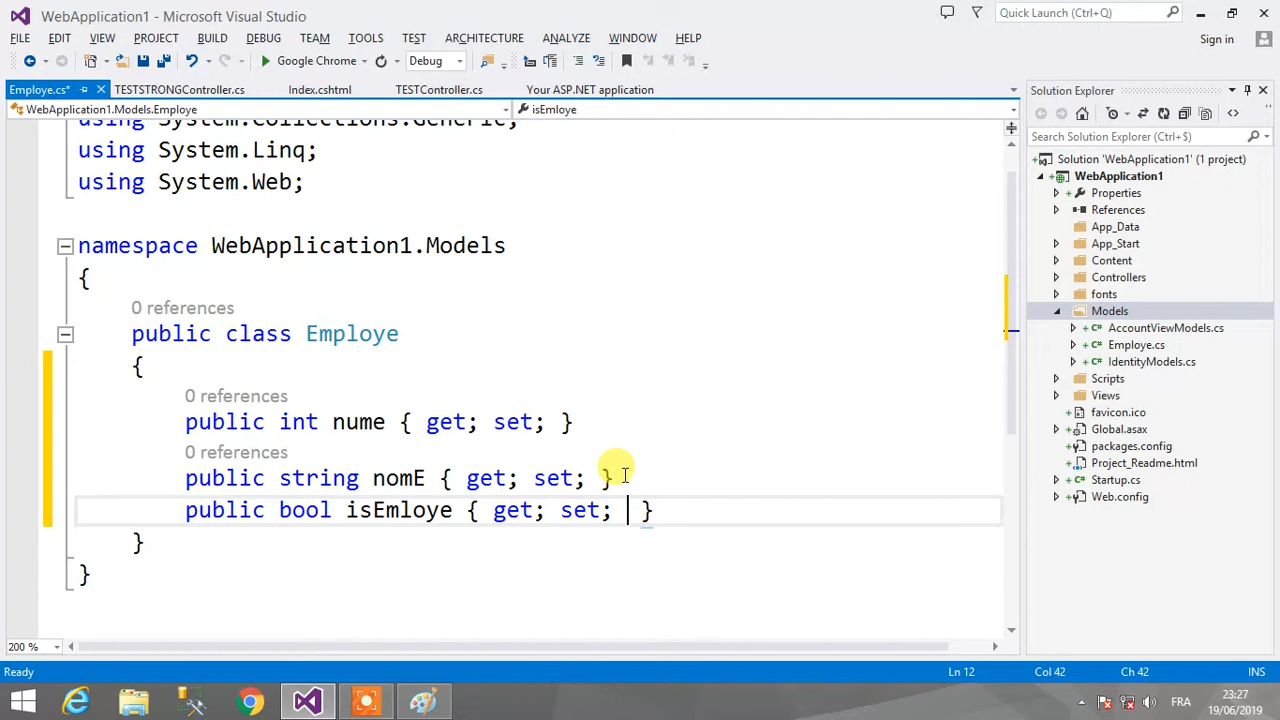 WebApplication1 - Microsoft Visual Studio
Quick Launch (Ctrl+Q)
FILE EDIT VIEW PROJECT BUILD DEBUG TEAM TOOLS TEST ARCHITECTURE ANALYZE WINDOW HELP
Sign in
Google Chrome
Debug
Employe.cs* TESTSTRONGController.cs Index.cshtml TESTController.cs Your ASP.NET application
WebApplication1.Models.Employe
isEmloye
using System.Collections.Generic;
using System.Linq;
using System.Web;
namespace WebApplication1.Models
{
0 references
public class Employe
{
0 references
public int nume { get; set; }
0 references
public string nomE { get; set; }
public bool isEmloye { get; set; }
}
}
200 %
Solution Explorer
Search Solution Explorer (Ctrl+$)
Solution 'WebApplication1' (1 project)
WebApplication1
Properties
References
App_Data
App_Start
Content
Controllers
fonts
Models
AccountViewModels.cs
Employe.cs
IdentityModels.cs
Scripts
Views
favicon.ico
Global.asax
packages.config
Project_Readme.html
Startup.cs
Web.config
Ready
Ln 12
Col 42
Ch 42
INS
FRA
23:27
19/06/2019